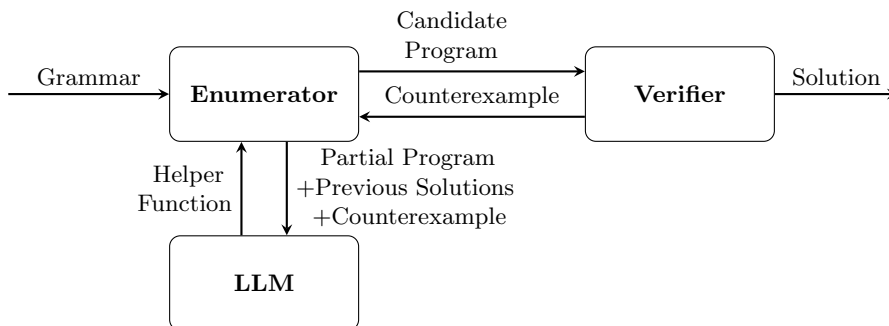 Candidate
Program
Grammar
Enumerator
Counterexample
Verifier
Solution
Helper
Function
Partial Program
+Previous Solutions
+Counterexample
LLM